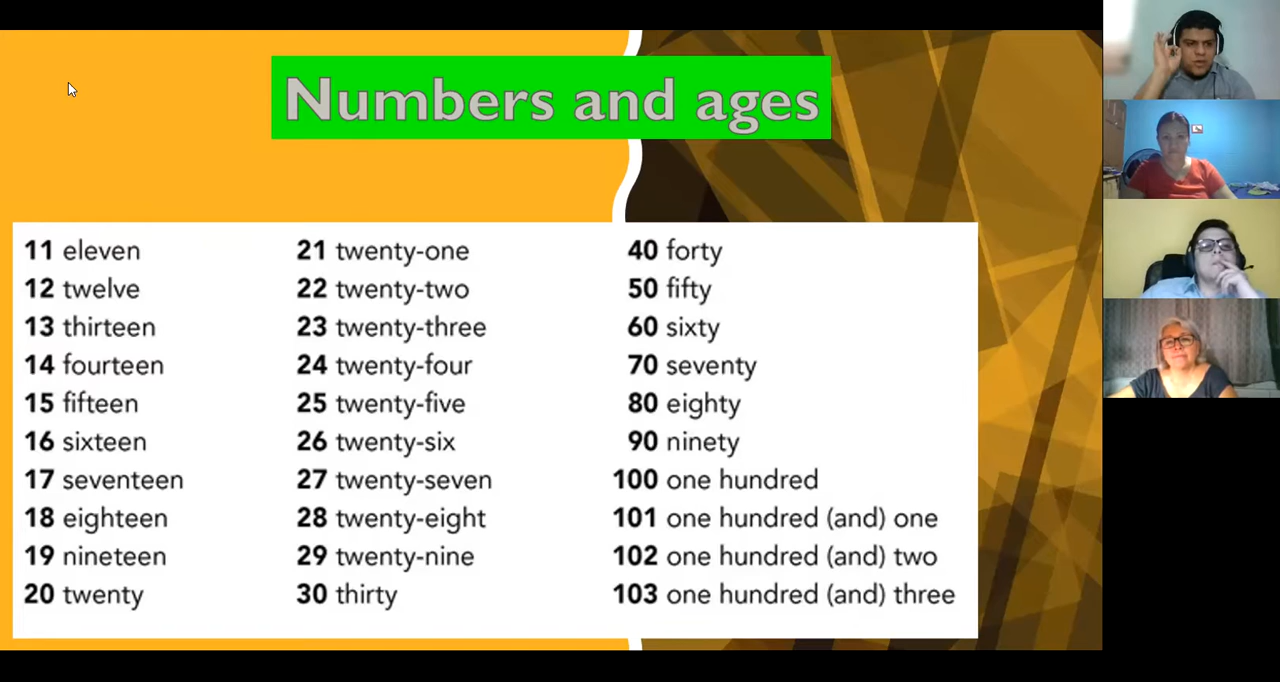 Numbers and ages
11 eleven
12 twelve
13 thirteen
14 fourteen
15 fifteen
16 sixteen
17 seventeen
18 eighteen
19 nineteen
20 twenty
21 twenty-one
22 twenty-two
23 twenty-three
24 twenty-four
25 twenty-five
26 twenty-six
27 twenty-seven
28 twenty-eight
29 twenty-nine
30 thirty
40 forty
50 fifty
60 sixty
70 seventy
80 eighty
90 ninety
100 one hundred
101 one hundred (and) one
102 one hundred (and) two
103 one hundred (and) three